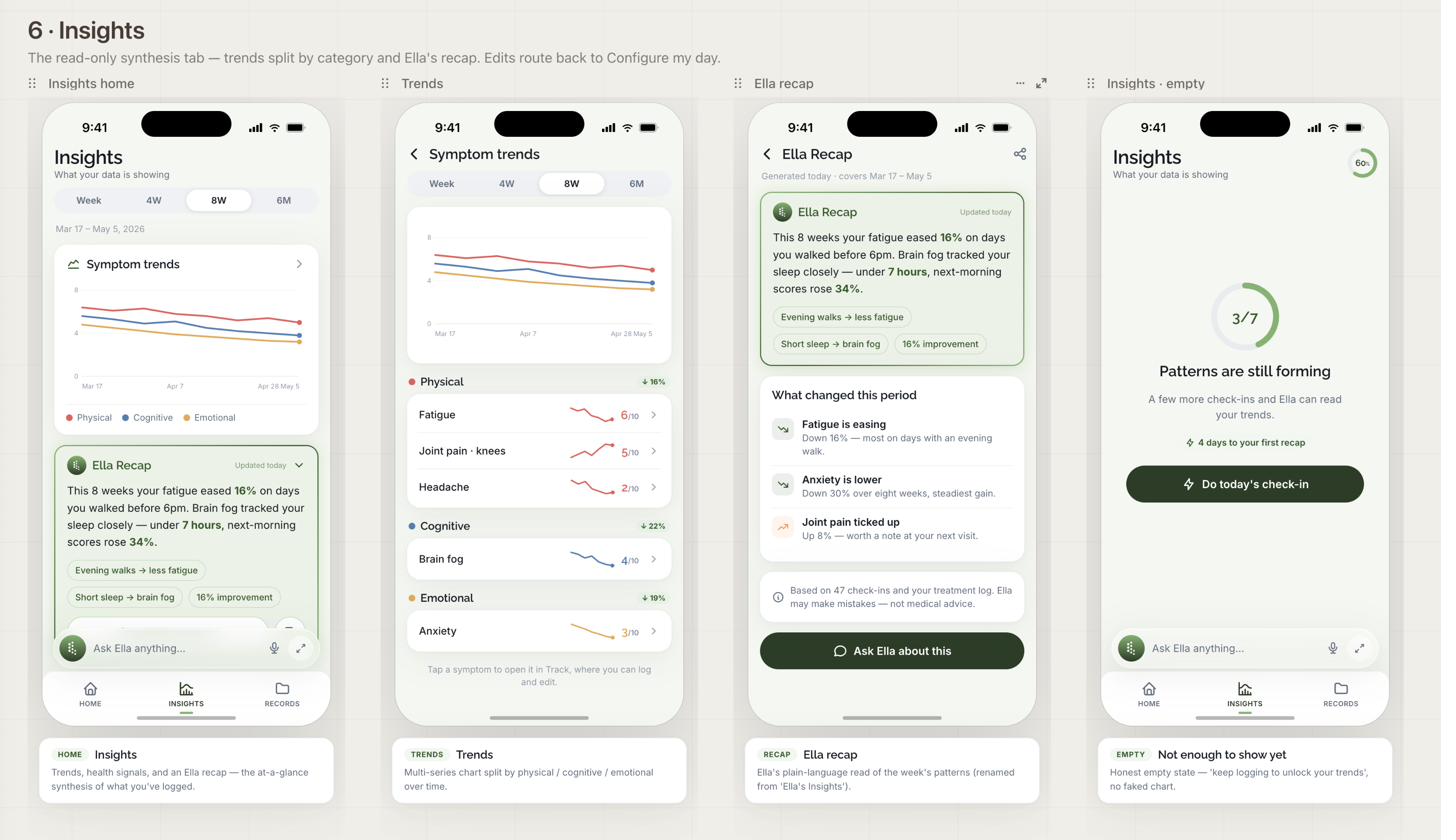 6 · Insights
The read-only synthesis tab — trends split by category and Ella's recap. Edits route back to Configure my day.
Insights home
9:41
Insights
What your data is showing
Week 4W 8W 6M
Mar 17 – May 5, 2026
Symptom trends
8
4
0
Mar 17 Apr 7 Apr 28 May 5
Physical Cognitive Emotional
Ella Recap Updated today
This 8 weeks your fatigue eased 16% on days
you walked before 6pm. Brain fog tracked your
sleep closely — under 7 hours, next-morning
scores rose 34%.
Evening walks → less fatigue
Short sleep → brain fog 16% improvement
Ask Ella anything...
HOME INSIGHTS RECORDS
HOME Insights
Trends, health signals, and an Ella recap — the at-a-glance
synthesis of what you've logged.
Trends
9:41
Symptom trends
Week 4W 8W 6M
8
4
0
Mar 17 Apr 7 Apr 28 May 5
Physical ↓ 16%
Fatigue 6/10
Joint pain · knees 5/10
Headache 2/10
Cognitive ↓ 22%
Brain fog 4/10
Emotional ↓ 19%
Anxiety 3/10
Tap a symptom to open it in Track, where you can log
and edit.
TRENDS Trends
Multi-series chart split by physical / cognitive / emotional
over time.
Ella recap
9:41
Ella Recap
Generated today · covers Mar 17 – May 5
Ella Recap Updated today
This 8 weeks your fatigue eased 16% on days
you walked before 6pm. Brain fog tracked your
sleep closely — under 7 hours, next-morning
scores rose 34%.
Evening walks → less fatigue
Short sleep → brain fog 16% improvement
What changed this period
Fatigue is easing
Down 16% — most on days with an evening
walk.
Anxiety is lower
Down 30% over eight weeks, steadiest gain.
Joint pain ticked up
Up 8% — worth a note at your next visit.
Based on 47 check-ins and your treatment log. Ella
may make mistakes — not medical advice.
Ask Ella about this
RECAP Ella recap
Ella's plain-language read of the week's patterns (renamed
from 'Ella's Insights').
Insights · empty
9:41
Insights
What your data is showing
60%
3/7
Patterns are still forming
A few more check-ins and Ella can read
your trends.
4 days to your first recap
Do today's check-in
Ask Ella anything...
HOME INSIGHTS RECORDS
EMPTY Not enough to show yet
Honest empty state — 'keep logging to unlock your trends',
no faked chart.